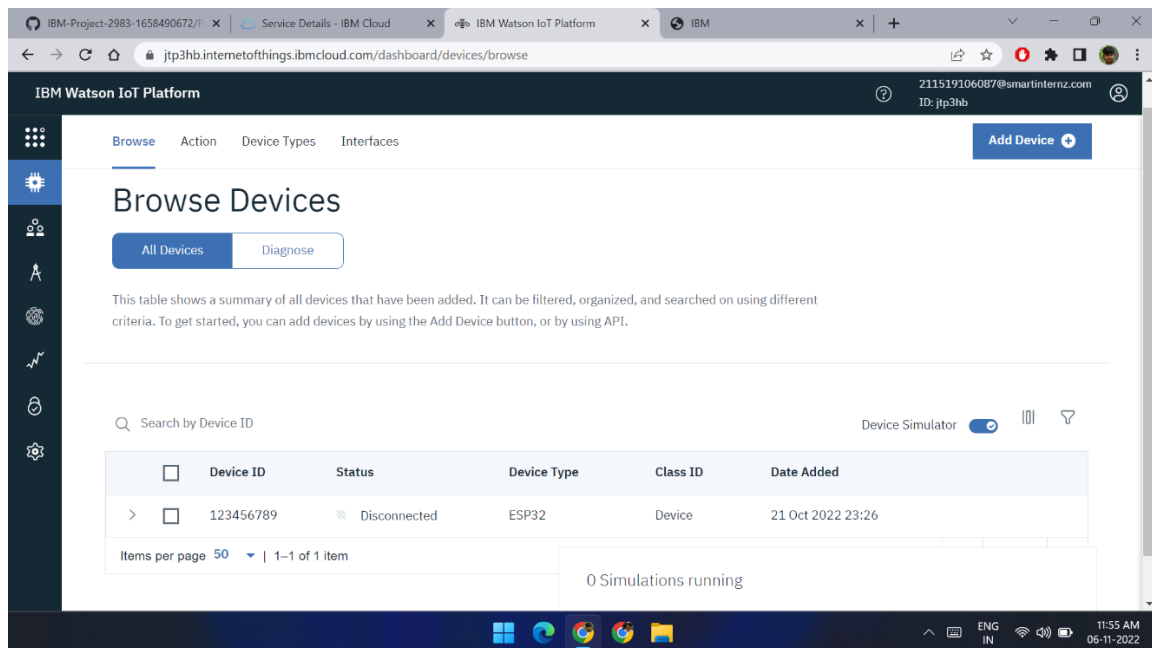 IBM-Project-2983-1658490672/P
Service Details - IBM Cloud
IBM Watson IoT Platform
IBM
jtp3hb.internetofthings.ibmcloud.com/dashboard/devices/browse
IBM Watson IoT Platform
211519106087@smartinternz.com
ID: jtp3hb
Browse Action Device Types Interfaces
Add Device
Browse Devices
All Devices Diagnose
This table shows a summary of all devices that have been added. It can be filtered, organized, and searched on using different
criteria. To get started, you can add devices by using the Add Device button, or by using API.
Search by Device ID
Device Simulator
Device ID Status Device Type Class ID Date Added
123456789 Disconnected ESP32 Device 21 Oct 2022 23:26
Items per page 50 | 1–1 of 1 item
0 Simulations running
ENG
IN
11:55 AM
06-11-2022